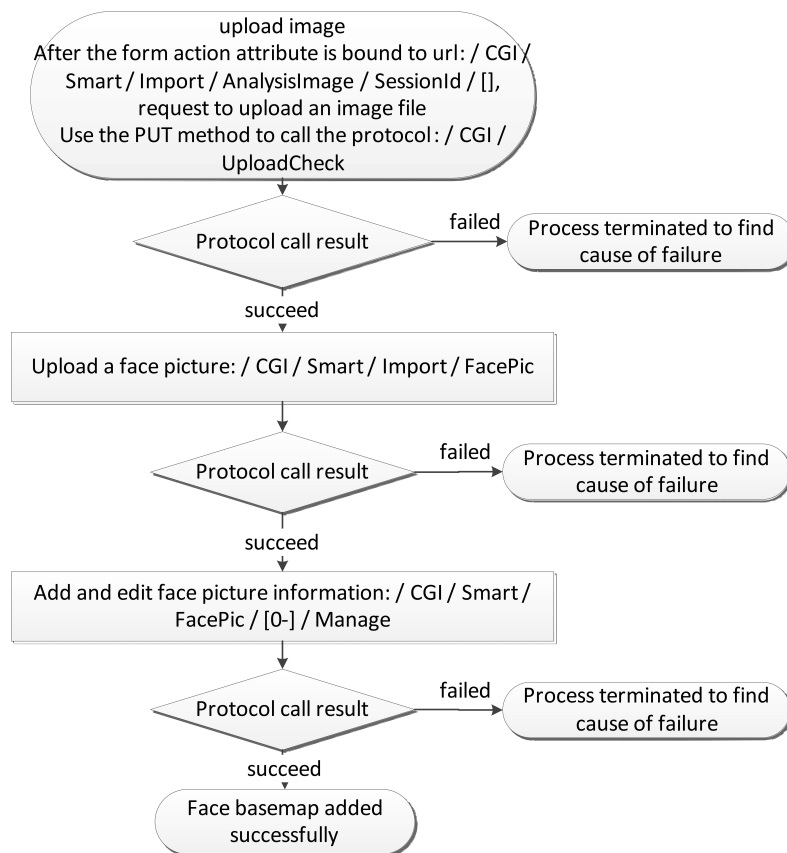 upload image
After the form action attribute is bound to url: / CGI /
Smart / Import / AnalysisImage / SessionId / [],
request to upload an image file
Use the PUT method to call the protocol: / CGI /
UploadCheck
Protocol call result
failed
Process terminated to find
cause of failure
succeed
Upload a face picture: / CGI / Smart / Import / FacePic
Protocol call result
failed
Process terminated to find
cause of failure
succeed
Add and edit face picture information: / CGI / Smart /
FacePic / [0-] / Manage
Protocol call result
failed
Process terminated to find
cause of failure
succeed
Face basemap added
successfully